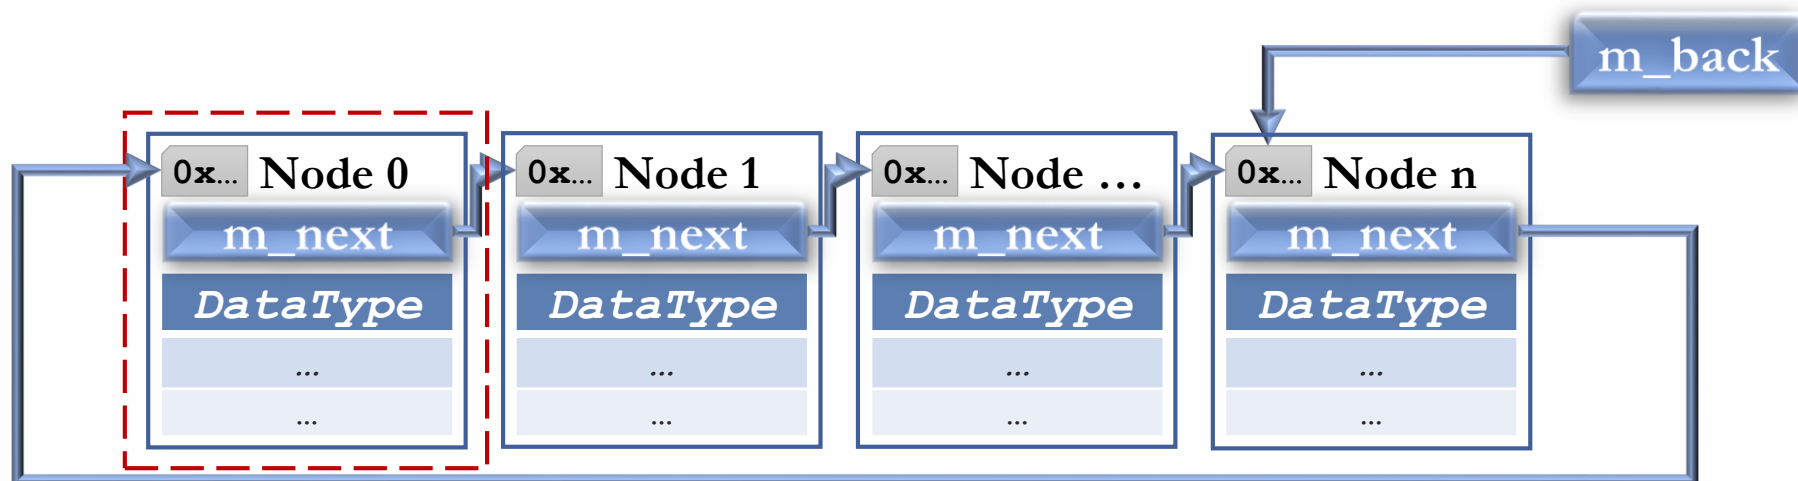 m_back
0x… Node 0
0x… Node 1
0x… Node …
0x… Node n
m_next
m_next
m_next
m_next
DataType
DataType
DataType
DataType
…
…
…
…
…
…
…
…